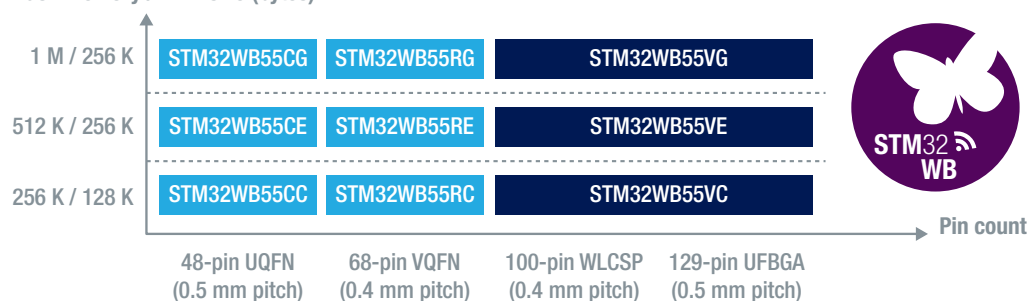 1 M / 256 K
STM32WB55CG
STM32WB55RG
STM32WB55VG
512 K / 256 K
STM32WB55CE
STM32WB55RE
STM32WB55VE
STM32
WB
256 K / 128 K
STM32WB55CC
STM32WB55RC
STM32WB55VC
Pin count
48-pin UQFN
(0.5 mm pitch)
68-pin VQFN
(0.4 mm pitch)
100-pin WLCSP
(0.4 mm pitch)
129-pin UFBGA
(0.5 mm pitch)